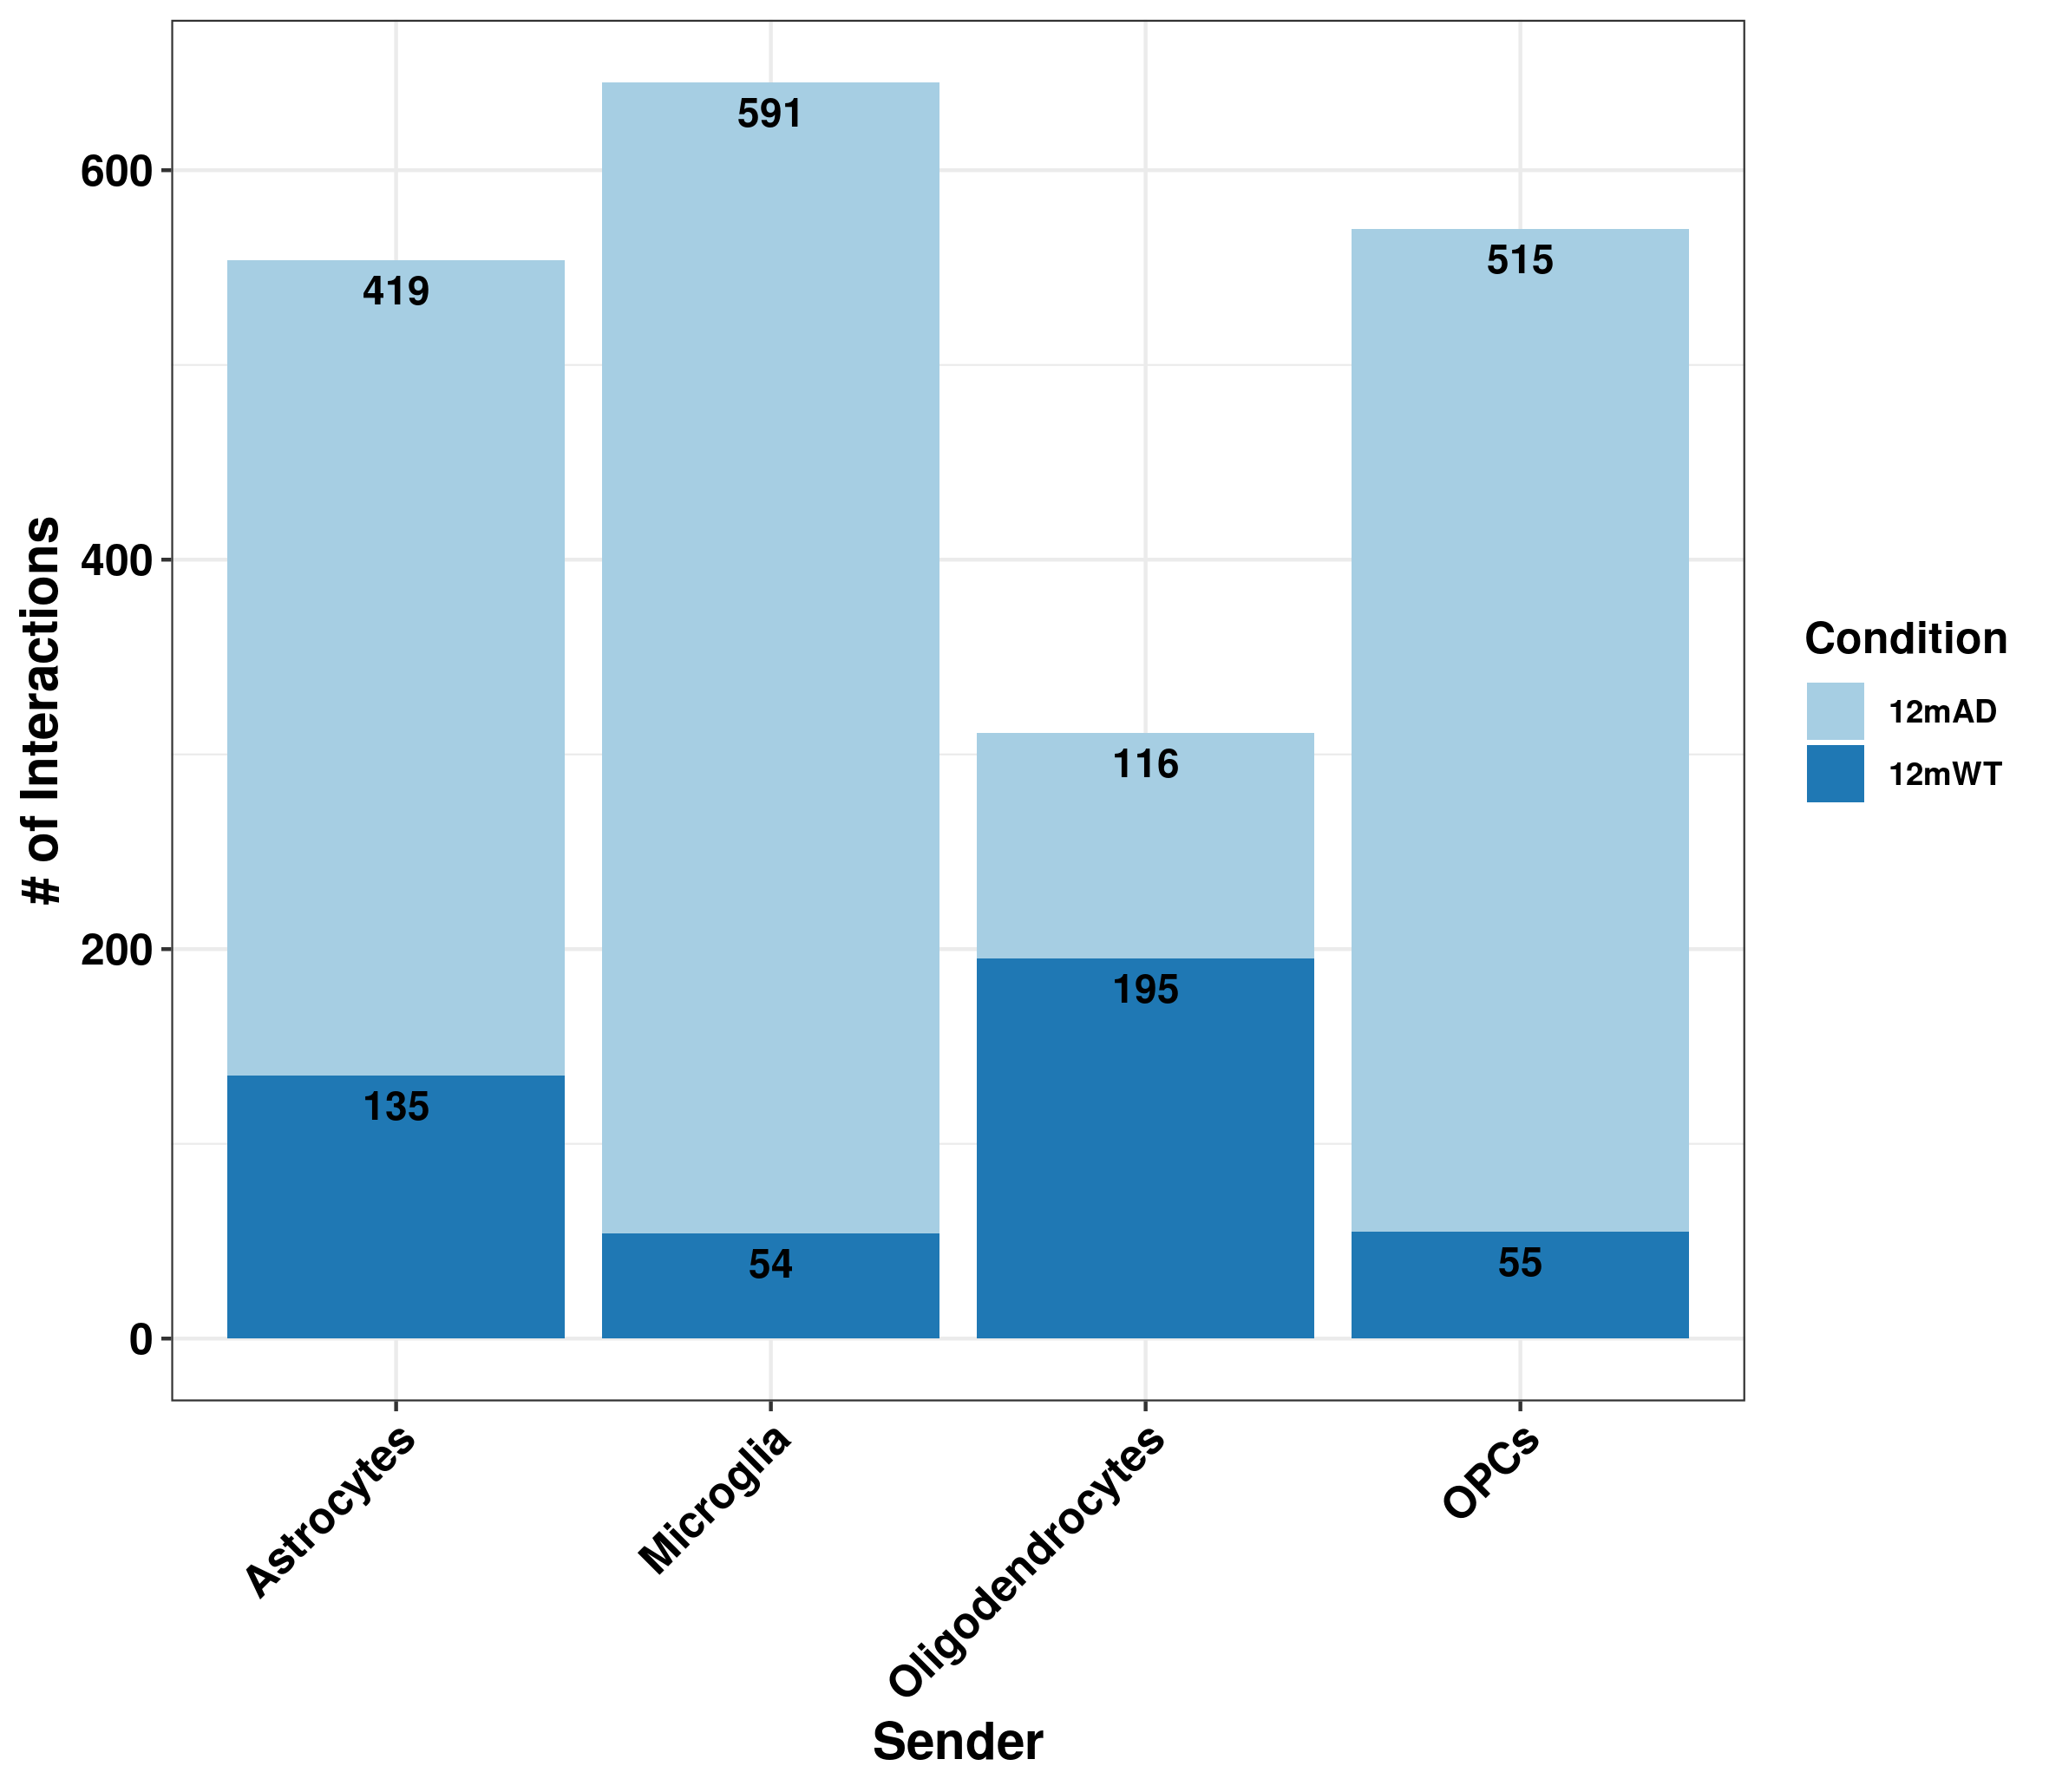 # of Interactions
600
400
200
0
419
135
591
54
116
195
515
55
Astrocytes
Microglia
Oligodendrocytes
OPCs
Sender
Condition
12mAD
12mWT